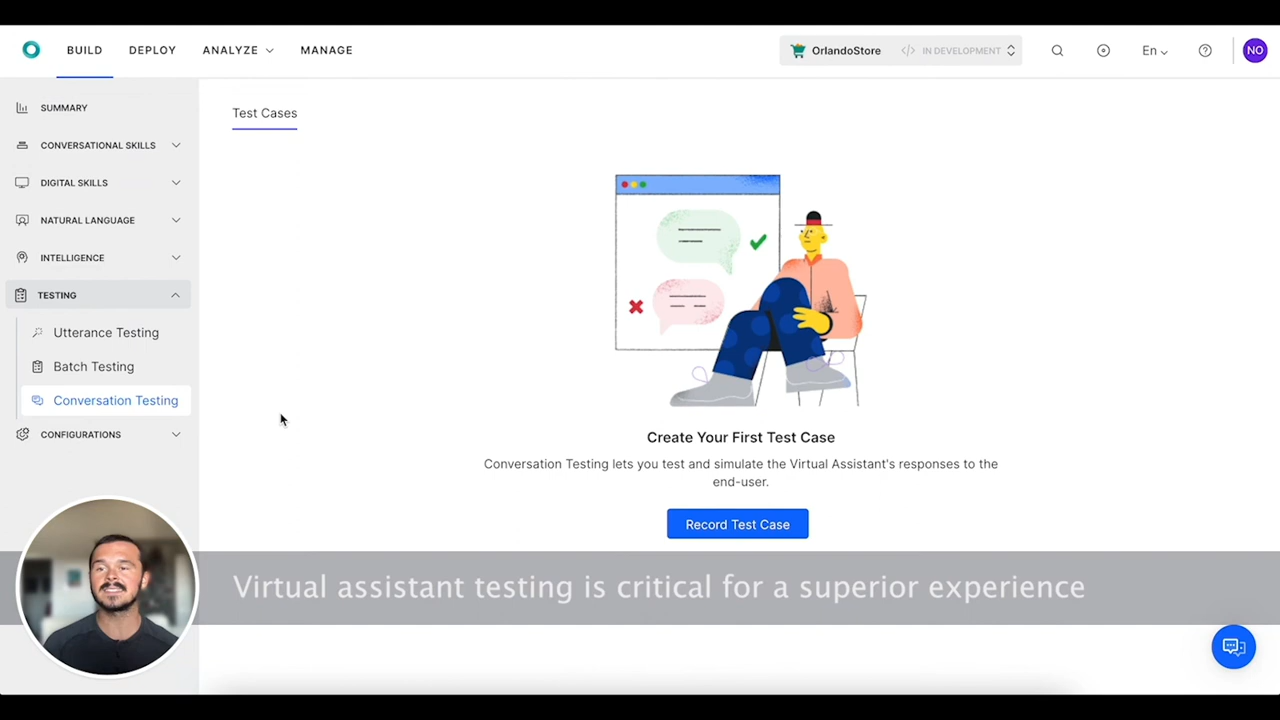 BUILD
DEPLOY
ANALYZE
MANAGE
OrlandoStore
</> IN DEVELOPMENT
En
NO
SUMMARY
CONVERSATIONAL SKILLS
DIGITAL SKILLS
NATURAL LANGUAGE
INTELLIGENCE
TESTING
Utterance Testing
Batch Testing
Conversation Testing
CONFIGURATIONS
Test Cases
Create Your First Test Case
Conversation Testing lets you test and simulate the Virtual Assistant's responses to the
end-user.
Record Test Case
Virtual assistant testing is critical for a superior experience